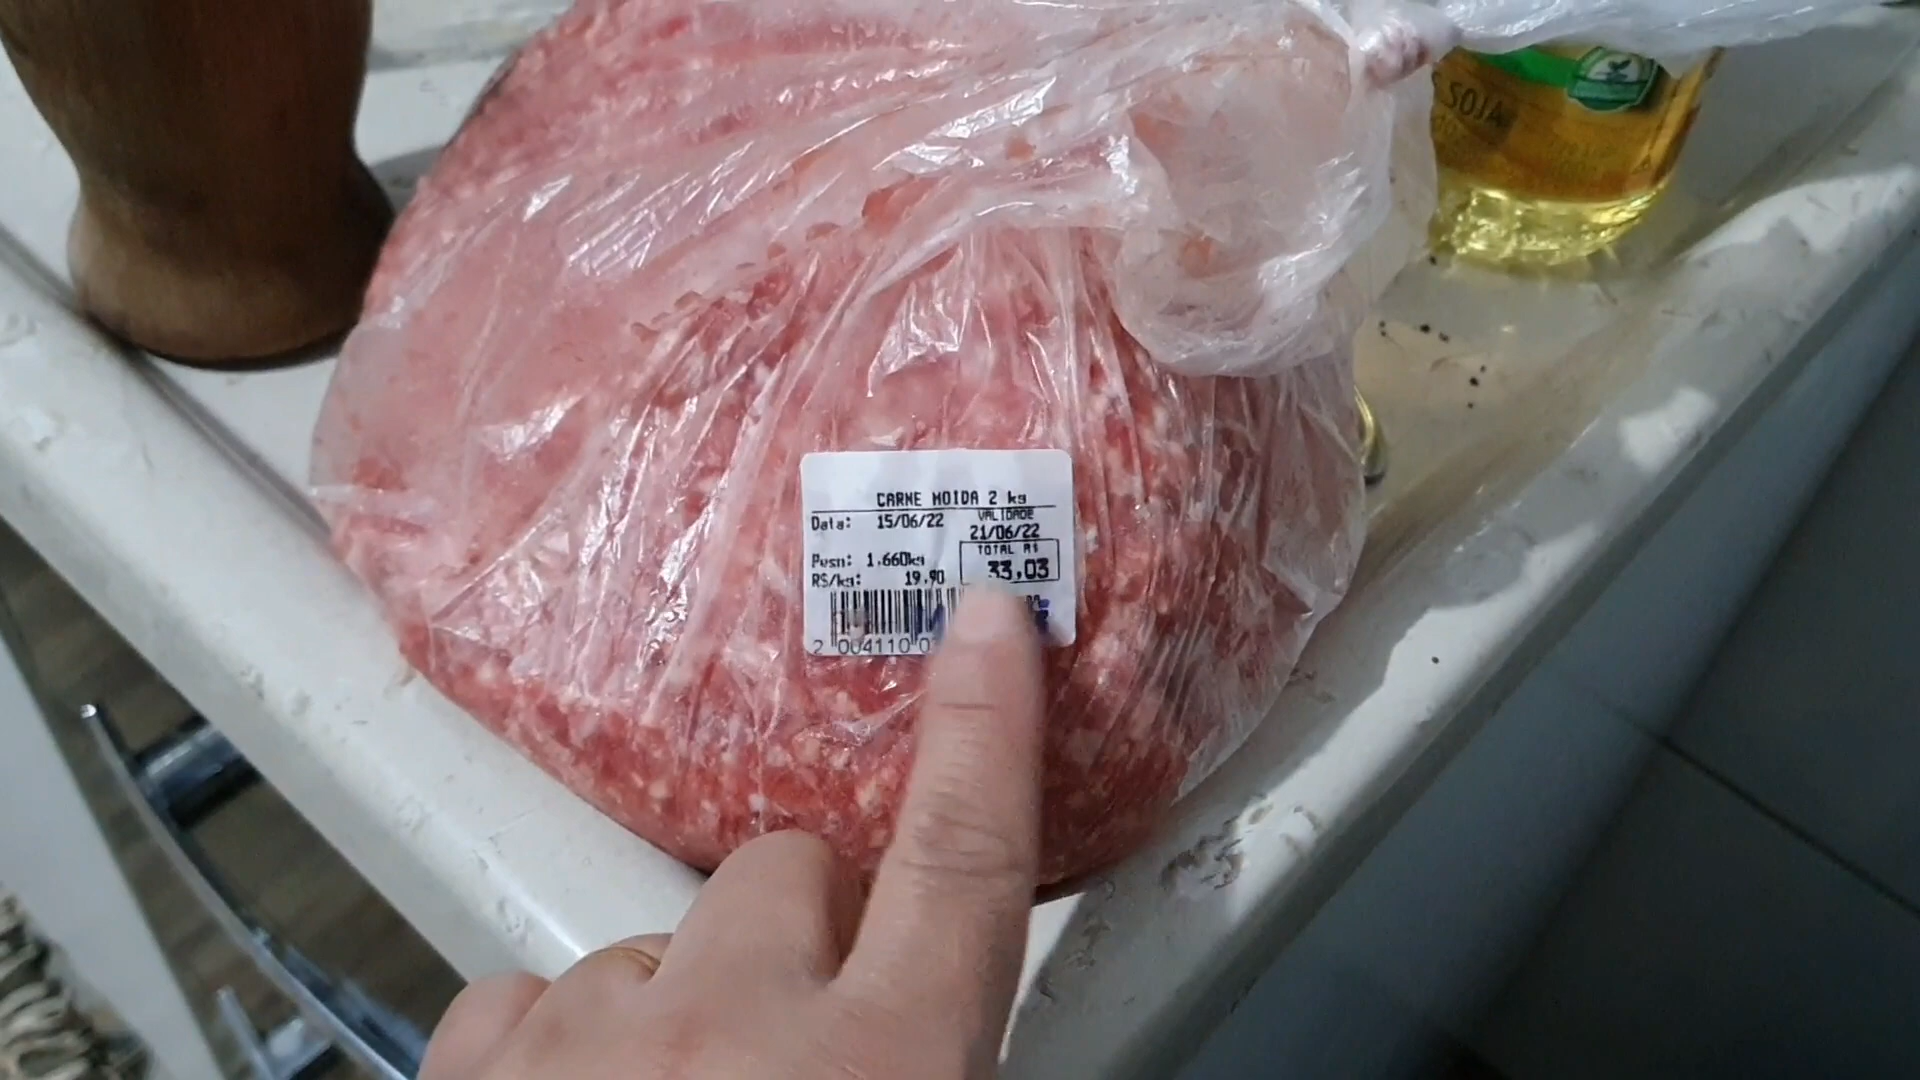 SOJA
CARNE MOIDA 2 kg
Data: 15/06/22 VALIDADE
21/06/22
Peso: 1.660kg TOTAL R$
R$/kg: 19,90 33,03
2 004110 0